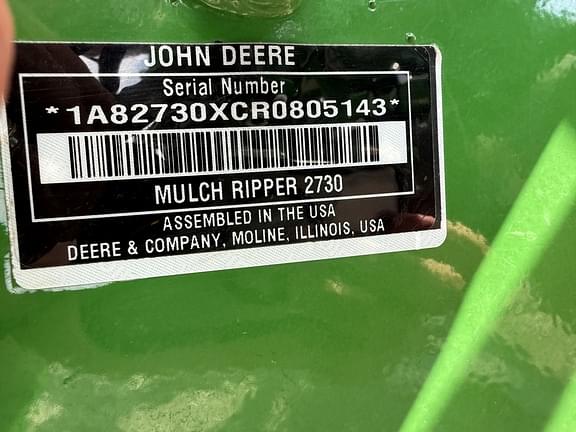 JOHN DEERE
Serial Number
*1A82730XCR0805143*
MULCH RIPPER 2730
ASSEMBLED IN THE USA
DEERE & COMPANY, MOLINE, ILLINOIS, USA